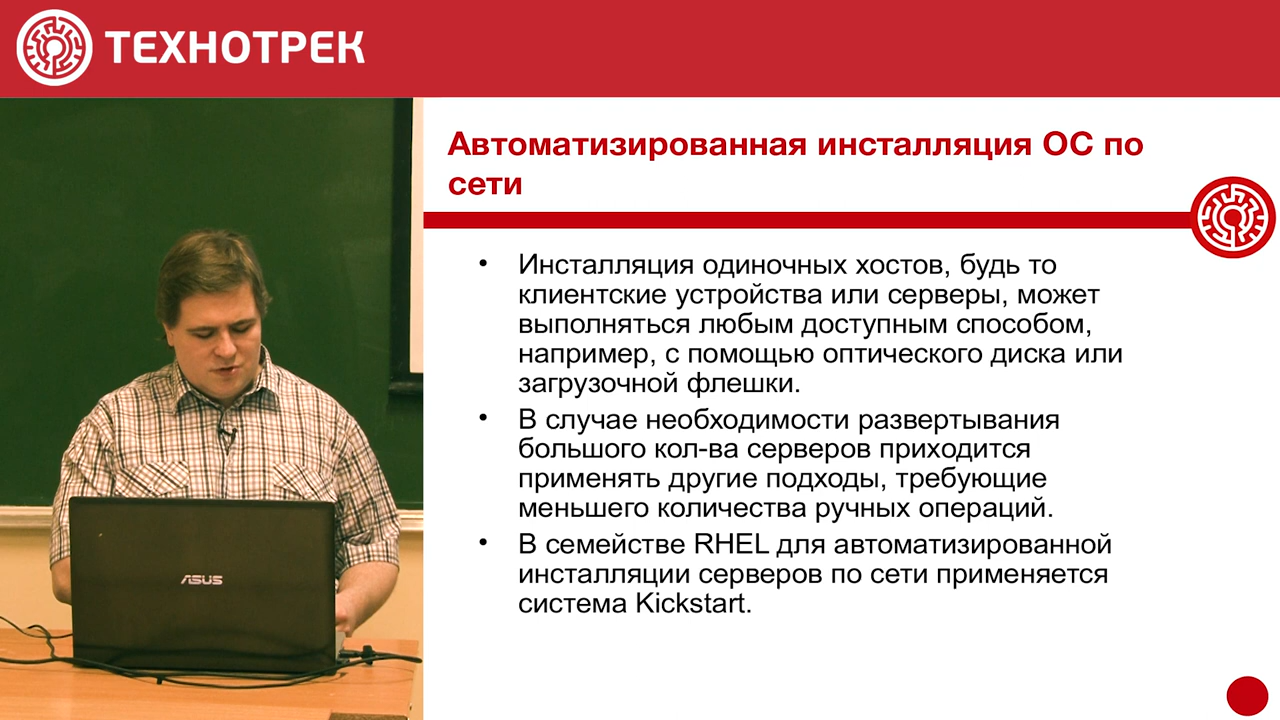 ТЕХНОТРЕК
Автоматизированная инсталляция ОС по
сети
• Инсталляция одиночных хостов, будь то
клиентские устройства или серверы, может
выполняться любым доступным способом,
например, с помощью оптического диска или
загрузочной флешки.
• В случае необходимости развертывания
большого кол-ва серверов приходится
применять другие подходы, требующие
меньшего количества ручных операций.
• В семействе RHEL для автоматизированной
инсталляции серверов по сети применяется
система Kickstart.
ASUS